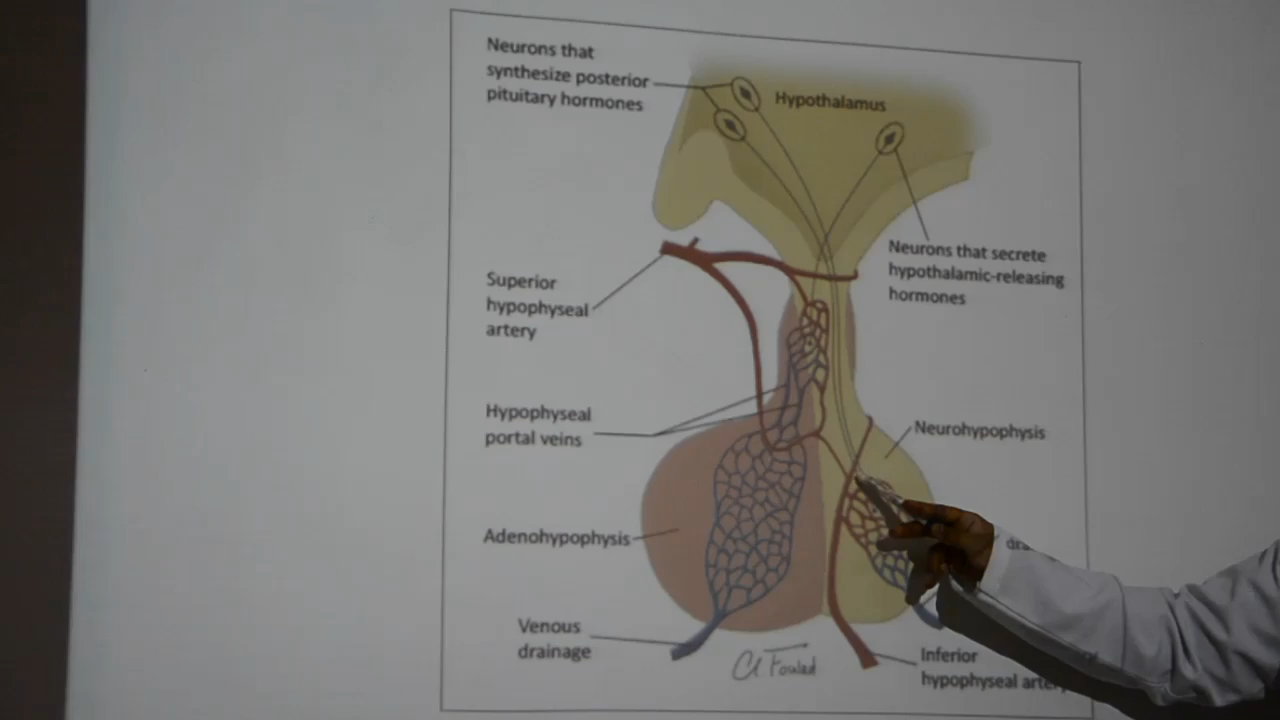 Neurons that
synthesize posterior
pituitary hormones
Hypothalamus
Neurons that secrete
hypothalamic-releasing
hormones
Superior
hypophyseal
artery
Hypophyseal
portal veins
Neurohypophysis
Adenohypophysis
Venous
drainage
Inferior
hypophyseal